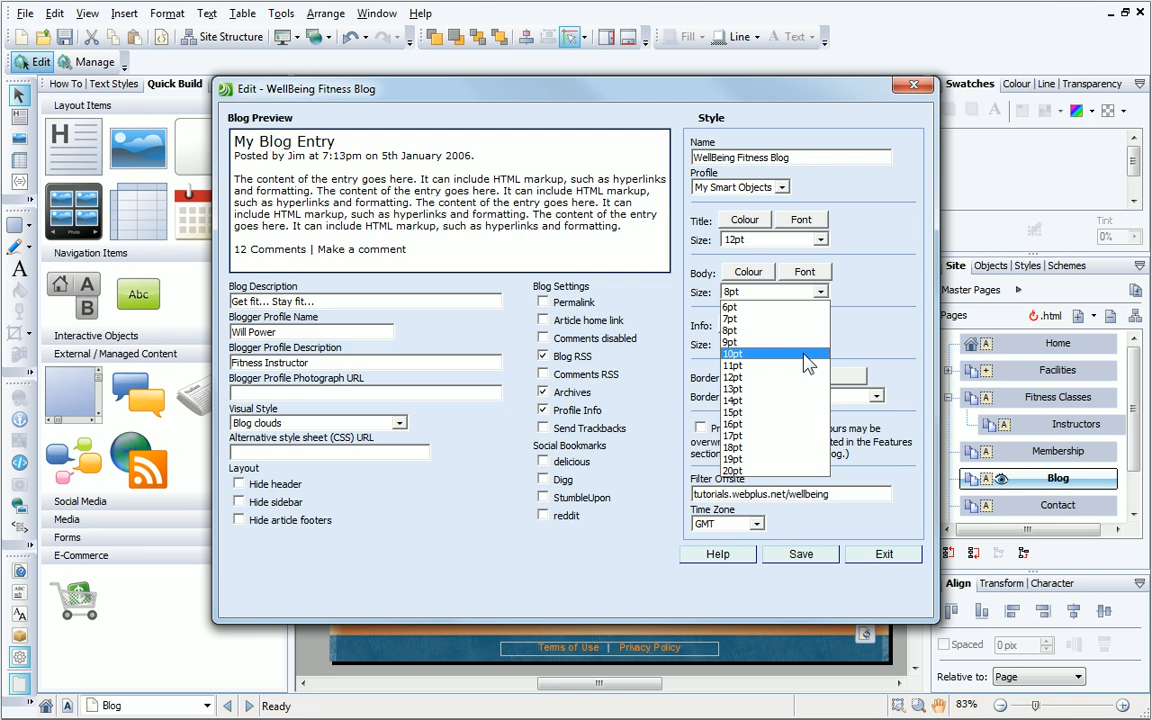 File Edit View Insert Format Text Table Tools Arrange Window Help
Site Structure
Fill
Line
Text
Edit
Manage
How To
Text Styles
Quick Build
Layout Items
H
Photo
Navigation Items
A
B
Abc
Interactive Objects
External / Managed Content
Social Media
Media
Forms
E-Commerce
Edit - WellBeing Fitness Blog
Blog Preview
My Blog Entry
Posted by Jim at 7:13pm on 5th January 2006.
The content of the entry goes here. It can include HTML markup, such as hyperlinks
and formatting. The content of the entry goes here. It can include HTML markup,
such as hyperlinks and formatting. The content of the entry goes here. It can
include HTML markup, such as hyperlinks and formatting. The content of the entry
goes here. It can include HTML markup, such as hyperlinks and formatting.
12 Comments | Make a comment
Blog Description
Get fit... Stay fit...
Blogger Profile Name
Will Power
Blogger Profile Description
Fitness Instructor
Blogger Profile Photograph URL
Visual Style
Blog clouds
Alternative style sheet (CSS) URL
Layout
Hide header
Hide sidebar
Hide article footers
Blog Settings
Permalink
Article home link
Comments disabled
Blog RSS
Comments RSS
Archives
Profile Info
Send Trackbacks
Social Bookmarks
delicious
Digg
StumbleUpon
reddit
Style
Name
WellBeing Fitness Blog
Profile
My Smart Objects
Title: Colour Font
Size: 12pt
Body: Colour Font
Size: 8pt
6pt
7pt
8pt
9pt
10pt
11pt
12pt
13pt
14pt
15pt
16pt
17pt
18pt
19pt
20pt
Info:
Size:
Border
Border
ours may be
overw
ted in the Features
section
og.)
Filter Offsite
tutorials.webplus.net/wellbeing
Time Zone
GMT
Help Save Exit
Terms of Use | Privacy Policy
Swatches
Colour
Line
Transparency
Tint
0%
Site
Objects
Styles
Schemes
Master Pages
Pages
.html
Home
Facilities
Fitness Classes
Instructors
Membership
Blog
Contact
Align
Transform
Character
Spaced
0 pix
Relative to: Page
Blog
Ready
83%